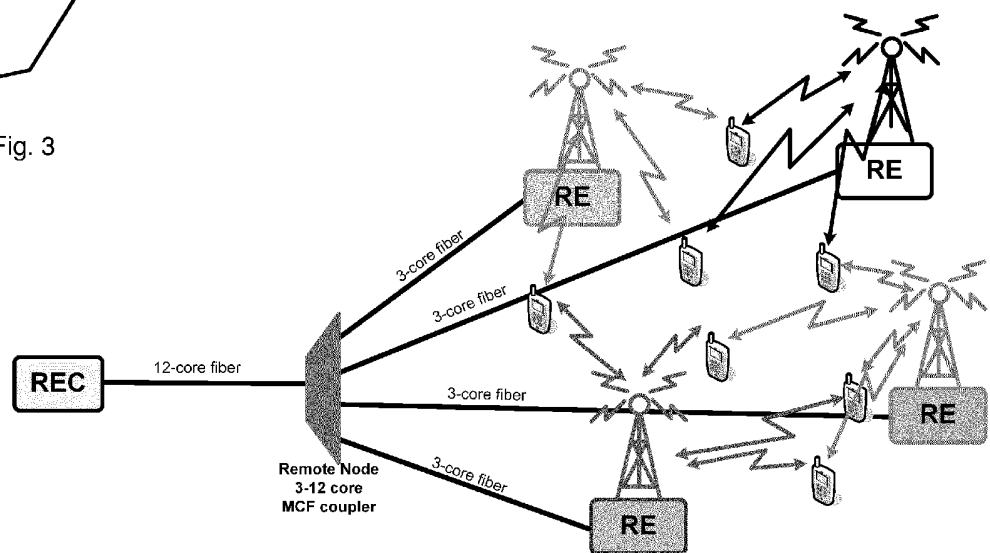 Fig. 3
RE
RE
3-core fiber
3-core fiber
REC
12-core fiber
3-core fiber
RE
3-core fiber
Remote Node
3-12 core
MCF coupler
RE